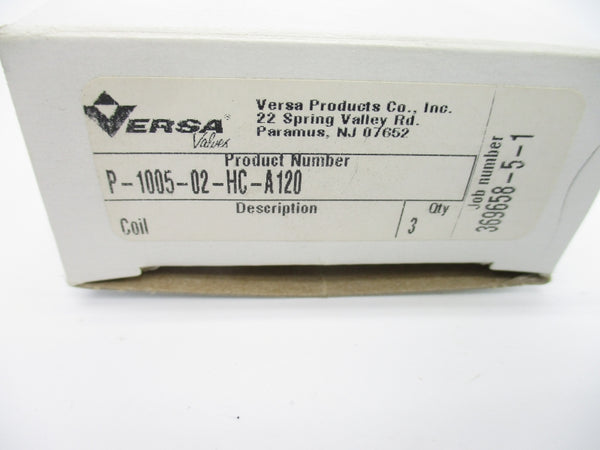 VERSA®
Valves
Versa Products Co., Inc.
22 Spring Valley Rd.
Paramus, NJ 07652
Product Number
P-1005-02-HC-A120
Description
Qty
Coil
3
Job number
369658-5-1